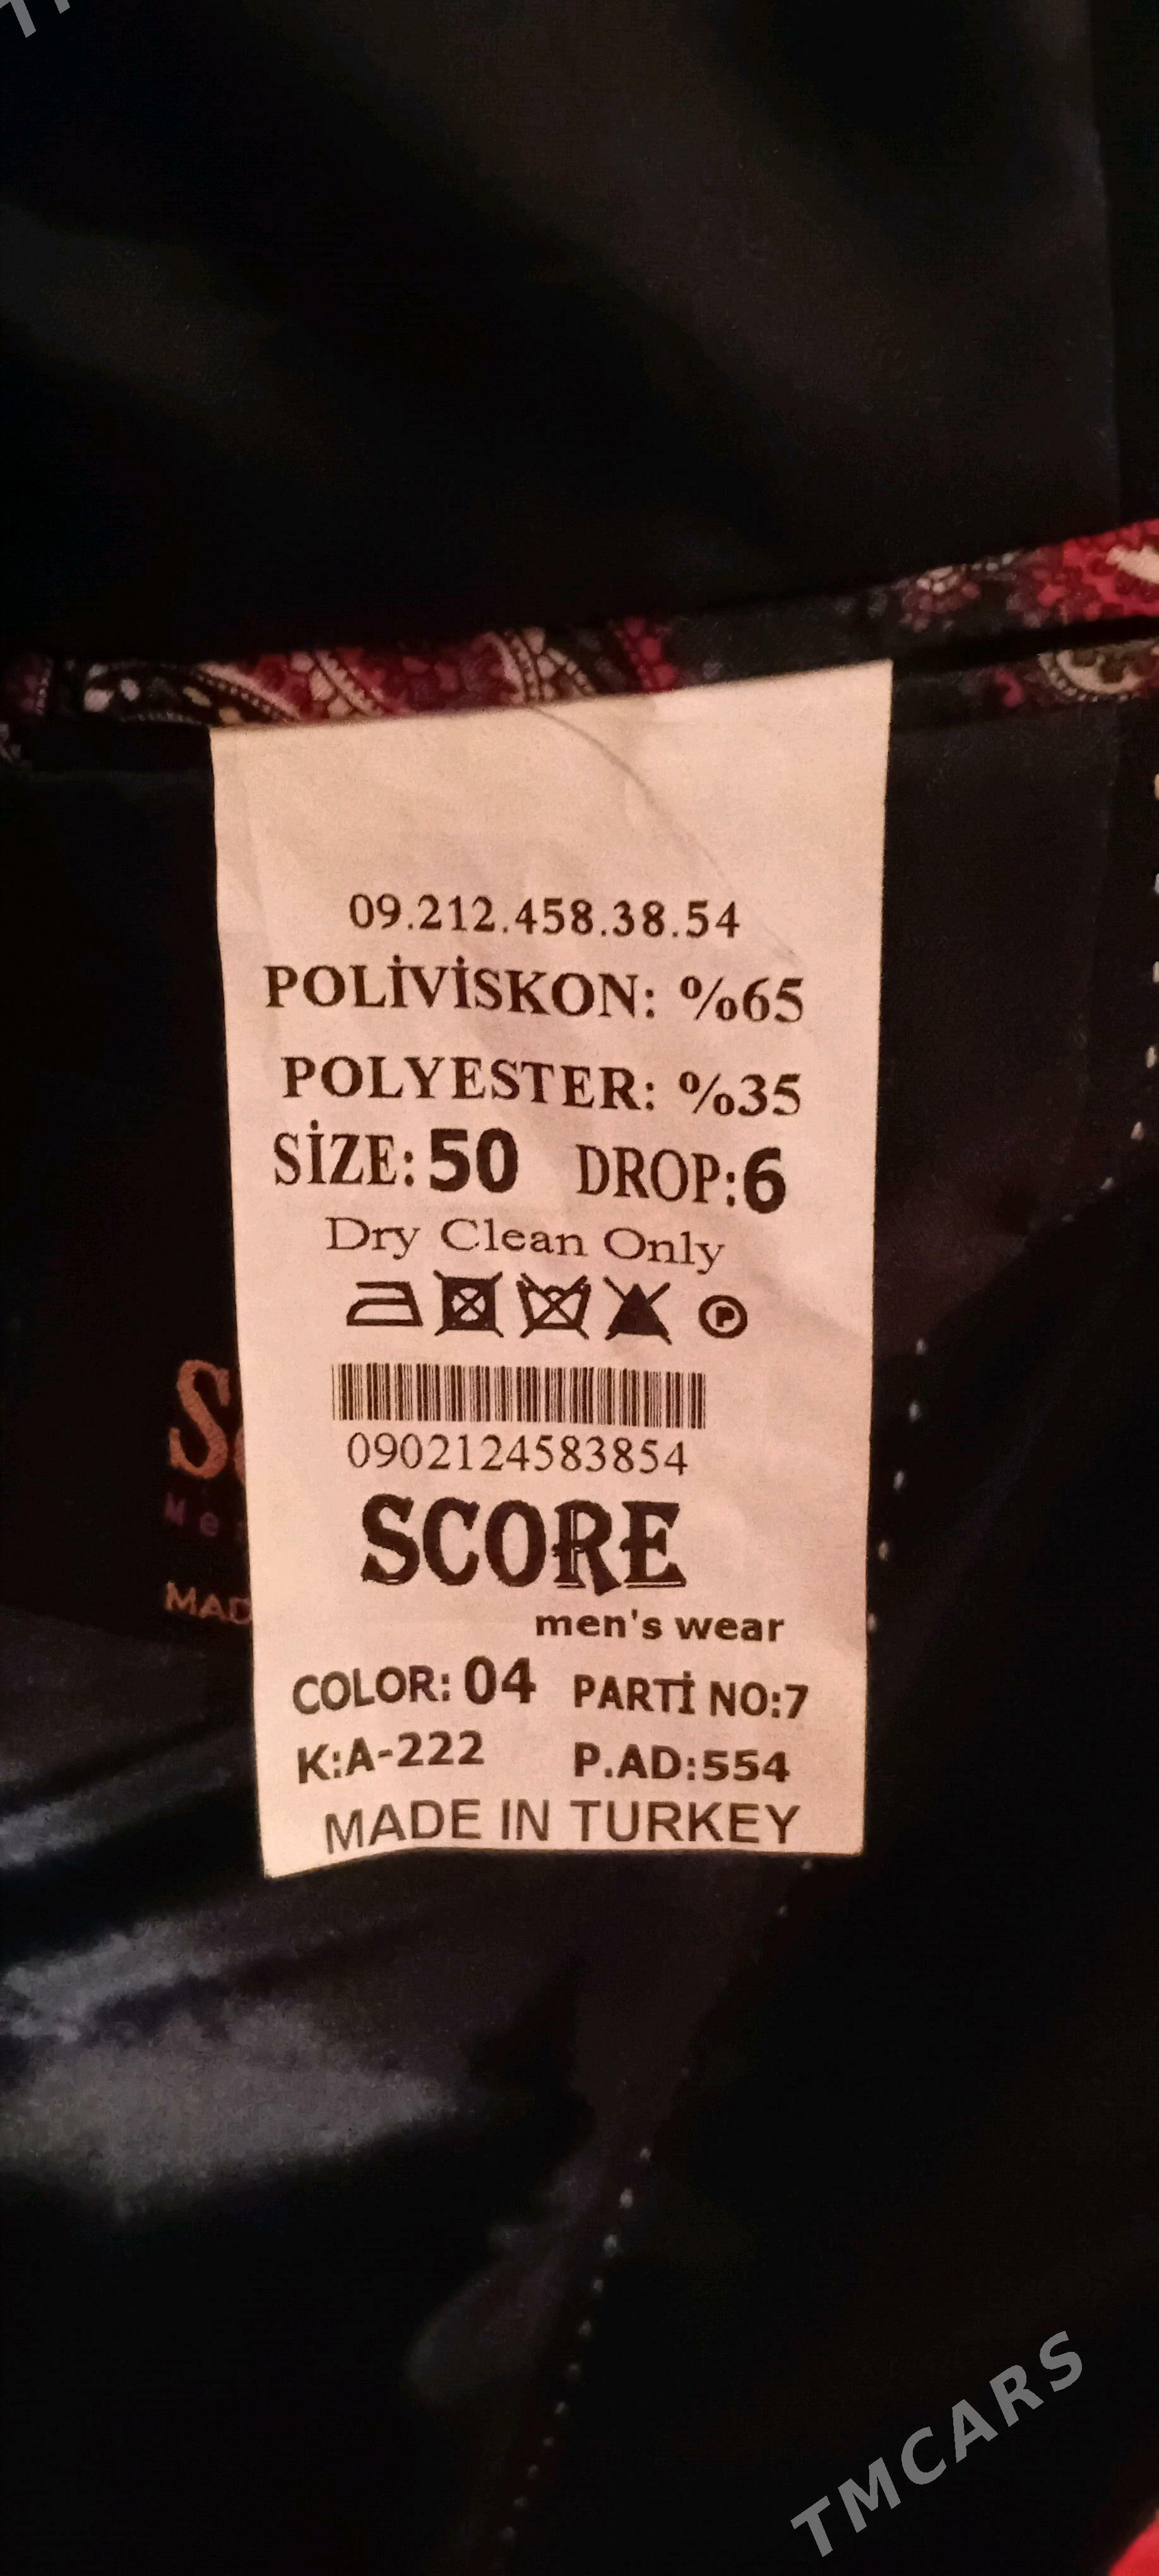 09.212.458.38.54
POLİVİSKON: %65
POLYESTER: %35
SİZE: 50 DROP:6
Dry Clean Only
P
0902124583854
SCORE
men's wear
COLOR: 04 PARTİ NO:7
K:A-222 P.AD:554
MADE IN TURKEY
TMCARS